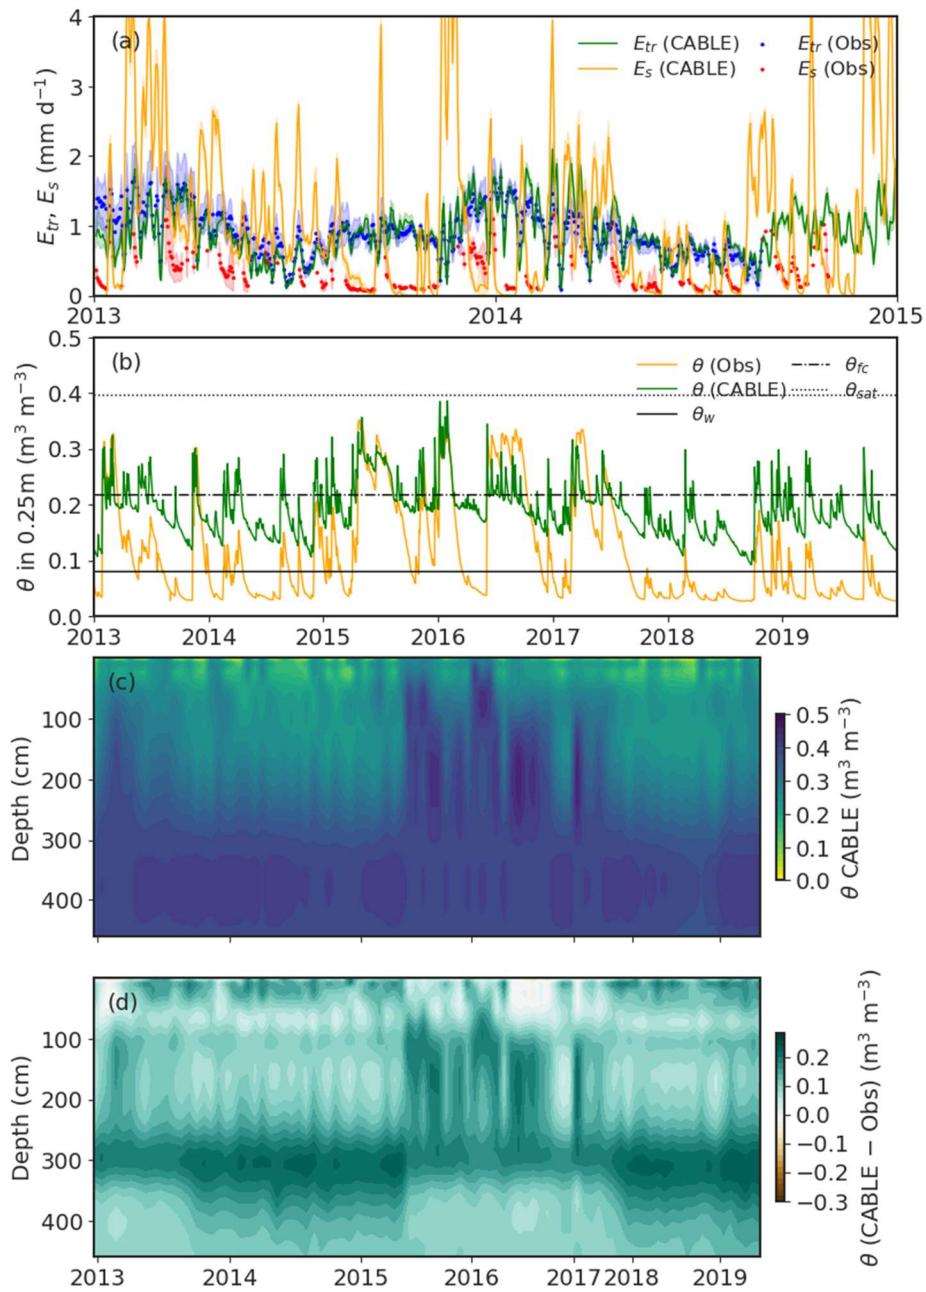 (a)
E_tr (CABLE)
E_s (CABLE)
E_tr (Obs)
E_s (Obs)
E_tr, E_s (mm d⁻¹)
4
3
2
1
0
2013
2014
2015
(b)
θ (Obs)
θ (CABLE)
θ_w
θ_fc
θ_sat
θ in 0.25m (m³ m⁻³)
0.5
0.4
0.3
0.2
0.1
0.0
2013
2014
2015
2016
2017
2018
2019
(c)
Depth (cm)
100
200
300
400
0.5
0.4
0.3
0.2
0.1
0.0
θ CABLE (m³ m⁻³)
(d)
Depth (cm)
100
200
300
400
2013
2014
2015
2016
2017
2018
2019
0.2
0.1
0.0
−0.1
−0.2
−0.3
θ (CABLE − Obs) (m³ m⁻³)